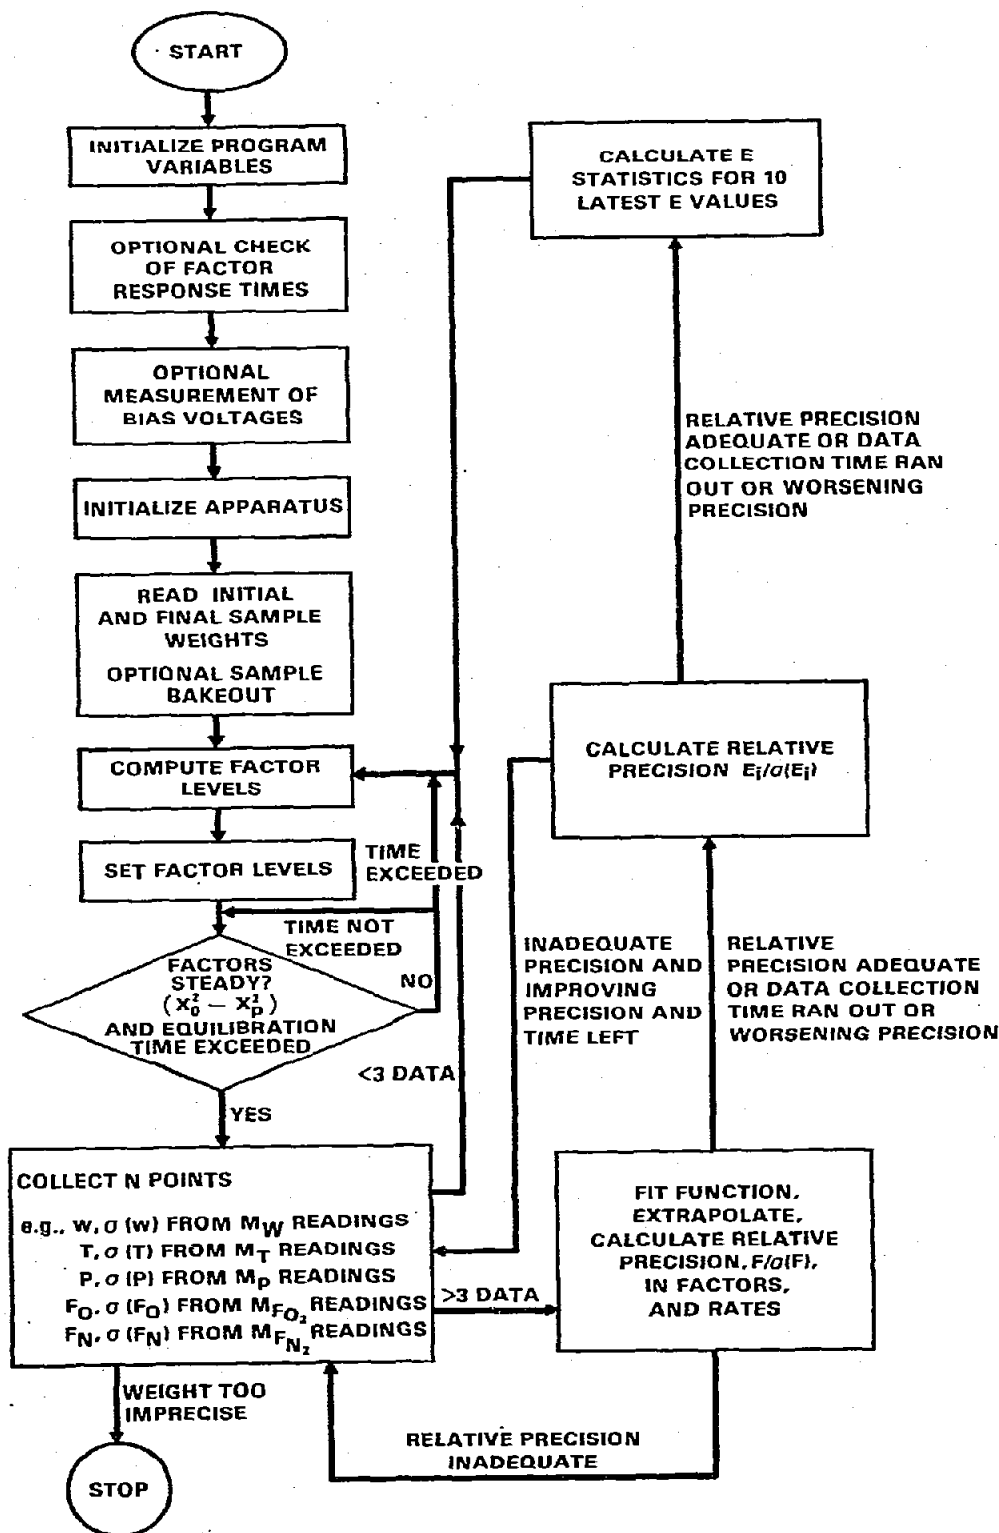 START
INITIALIZE PROGRAM
VARIABLES
OPTIONAL CHECK
OF FACTOR
RESPONSE TIMES
OPTIONAL
MEASUREMENT OF
BIAS VOLTAGES
INITIALIZE APPARATUS
READ INITIAL
AND FINAL SAMPLE
WEIGHTS
OPTIONAL SAMPLE
BAKEOUT
COMPUTE FACTOR
LEVELS
SET FACTOR LEVELS
TIME
EXCEEDED
TIME NOT
EXCEEDED
NO
FACTORS
STEADY?
(X₀² – Xₚ²)
AND EQUILIBRATION
TIME EXCEEDED
<3 DATA
YES
COLLECT N POINTS
e.g., w, σ (w) FROM M_W READINGS
T, σ (T) FROM M_T READINGS
P, σ (P) FROM M_P READINGS
F_O, σ (F_O) FROM M_F_O₂ READINGS
F_N, σ (F_N) FROM M_F_N₂ READINGS
>3 DATA
WEIGHT TOO
IMPRECISE
STOP
RELATIVE PRECISION
INADEQUATE
FIT FUNCTION,
EXTRAPOLATE,
CALCULATE RELATIVE
PRECISION, F/σ(F),
IN FACTORS,
AND RATES
INADEQUATE
PRECISION AND
IMPROVING
PRECISION AND
TIME LEFT
RELATIVE
PRECISION ADEQUATE
OR DATA COLLECTION
TIME RAN OUT OR
WORSENING PRECISION
CALCULATE RELATIVE
PRECISION E_i/σ(E_i)
RELATIVE PRECISION
ADEQUATE OR DATA
COLLECTION TIME RAN
OUT OR WORSENING
PRECISION
CALCULATE E
STATISTICS FOR 10
LATEST E VALUES